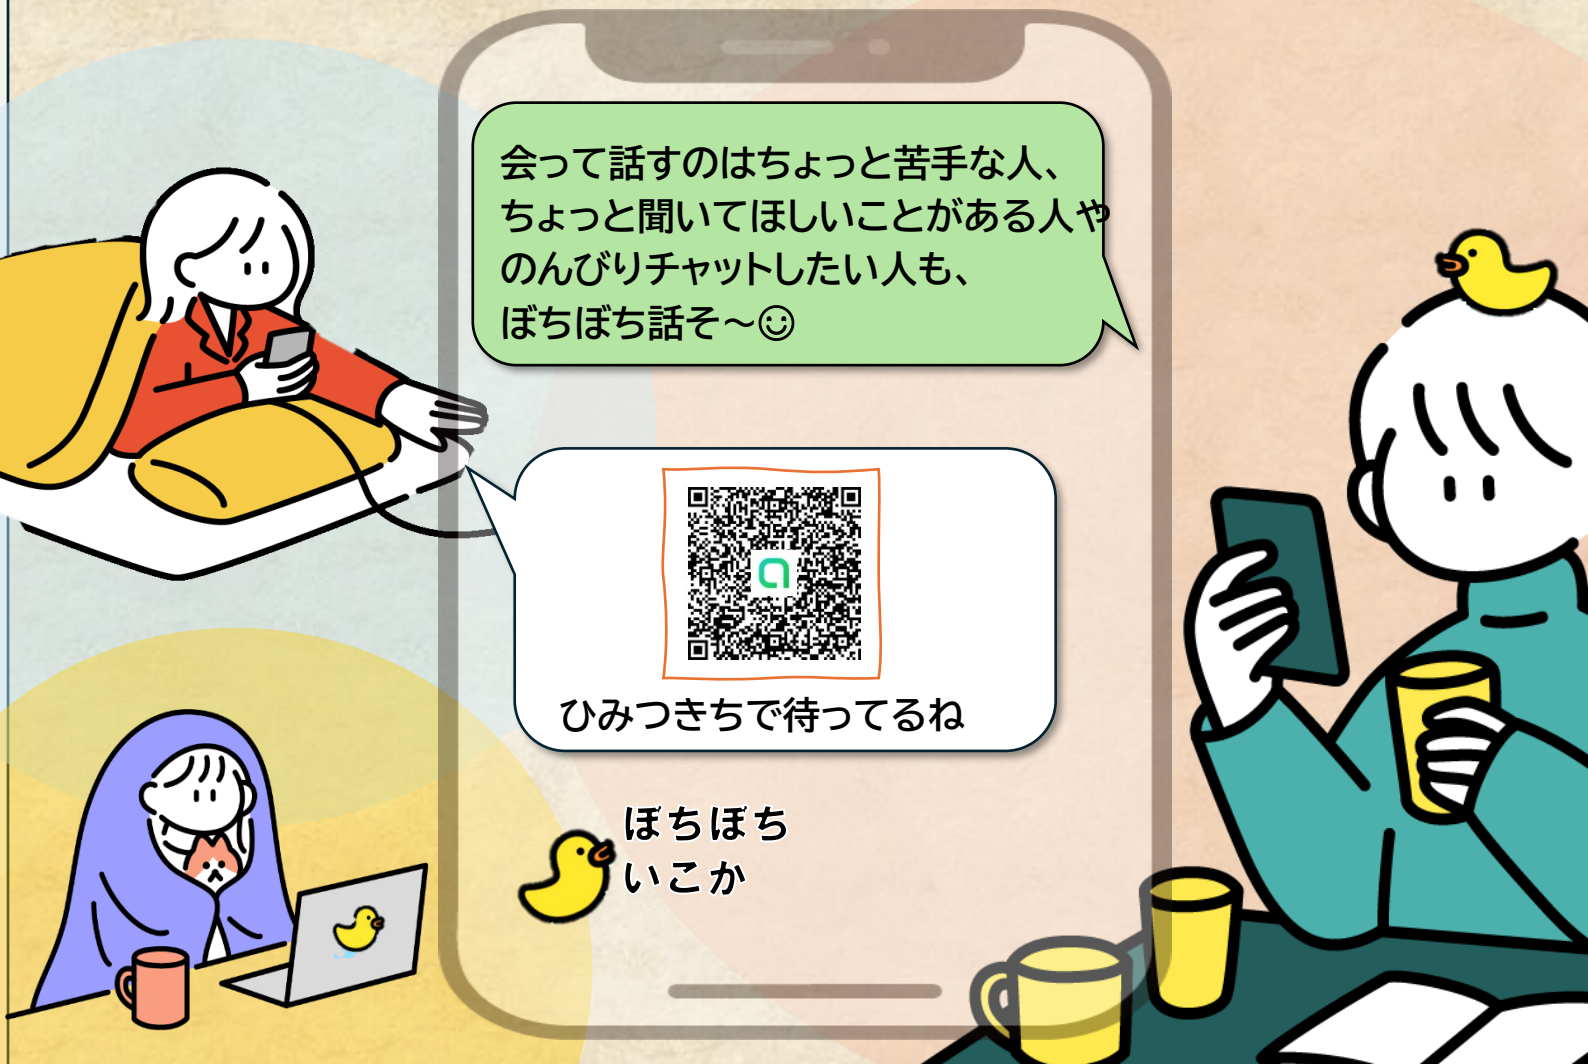 会って話すのはちょっと苦手な人、
ちょっと聞いてほしいことがある人や
のんびりチャットしたい人も、
ぼちぼち話そ～☺
ひみつきちで待ってるね
ぼちぼち
いこか